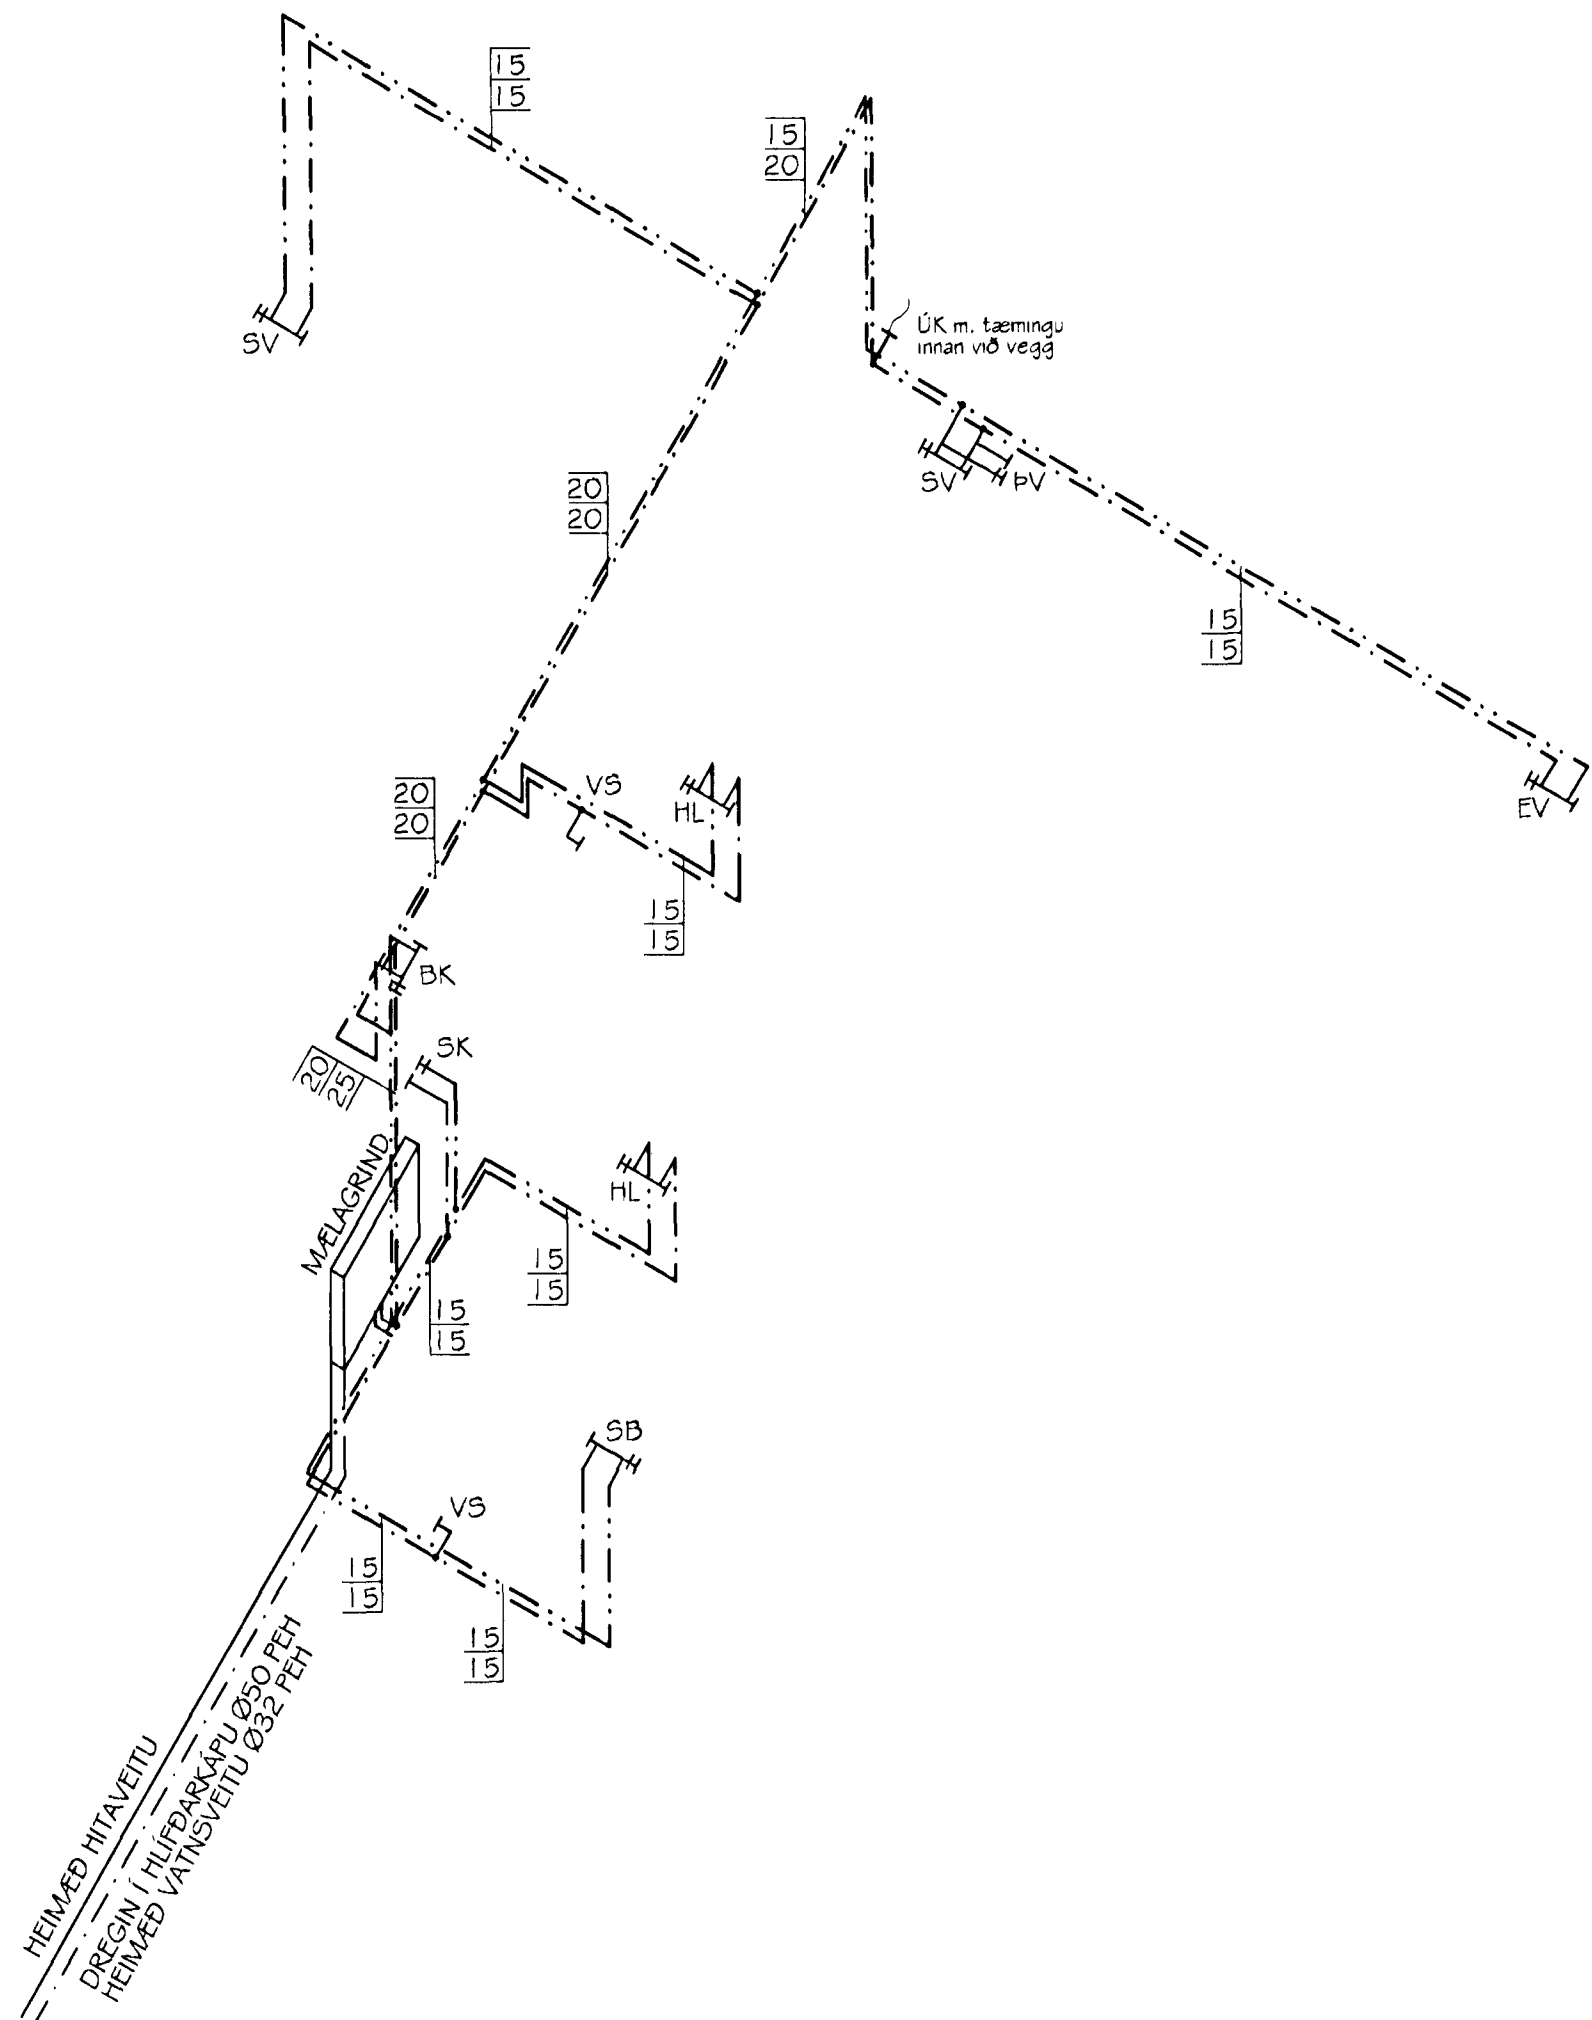 15
15
15
20
SV
ÚK m. tæmingu
innan við vegg
SV
ÞV
20
20
15
15
EV
20
20
VS
HL
15
15
BK
SK
20
25
MÆLAGRIND
HL
15
15
15
15
SB
VS
15
15
15
15
HEIMÆÐ HITAVEITU
DREGIN Í HLÍFÐARKÁPU Ø50 PEH
HEIMÆÐ VATNSVEITU Ø32 PEH